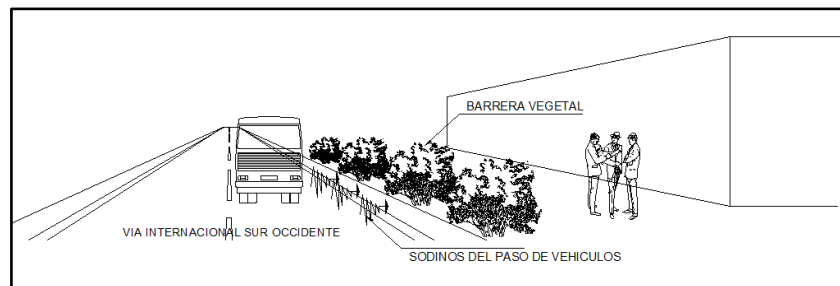 BARRERA VEGETAL
VIA INTERNACIONAL SUR OCCIDENTE
SODINOS DEL PASO DE VEHICULOS